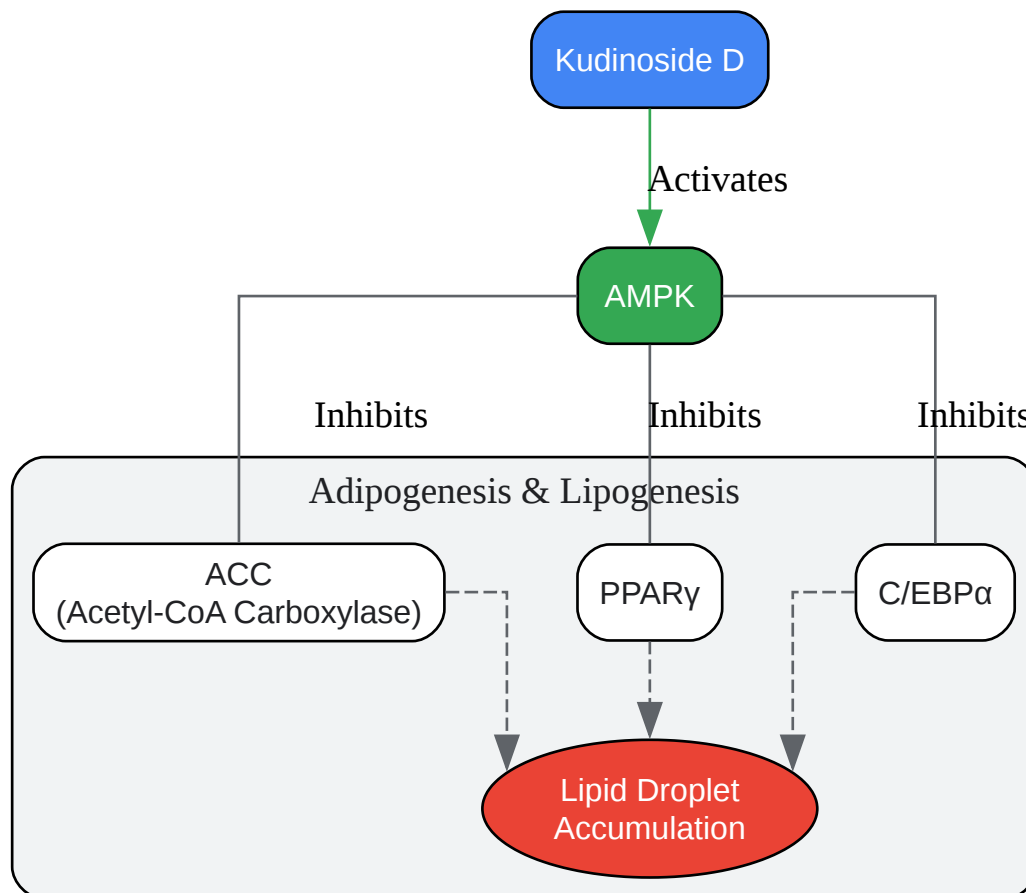 Kudinoside D
Activates
AMPK
Inhibits
Inhibits
Inhibits
Adipogenesis & Lipogenesis
ACC
(Acetyl-CoA Carboxylase)
PPARγ
C/EBPα
Lipid Droplet
Accumulation